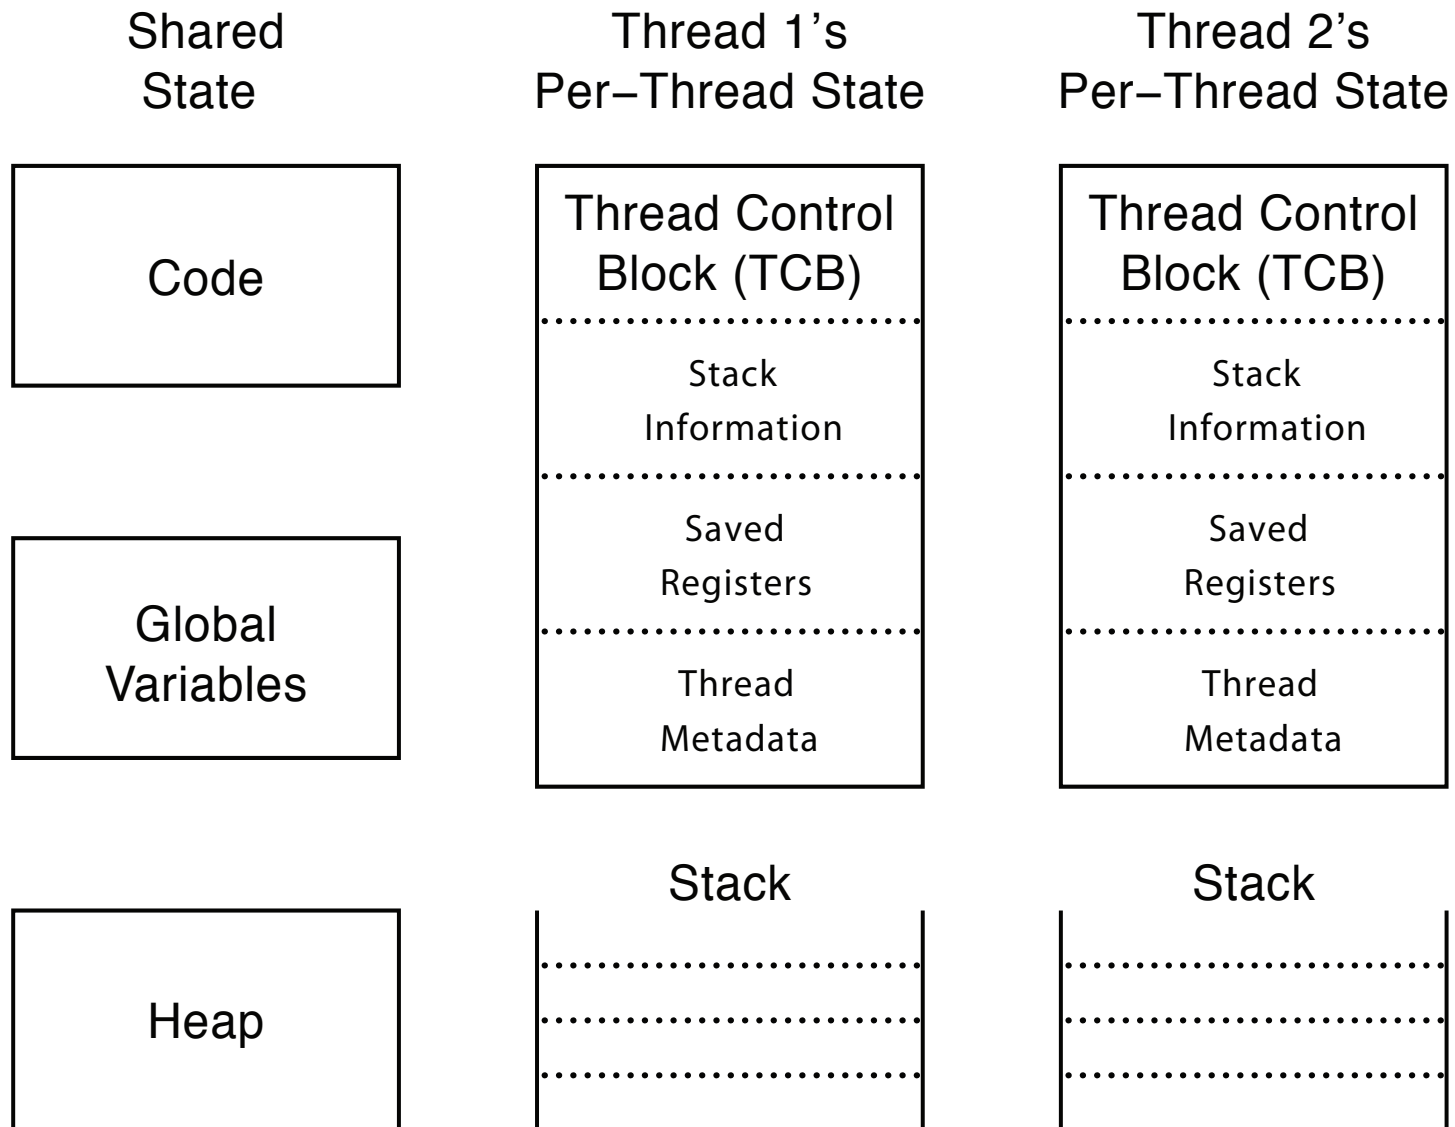 Shared
State
Thread 1’s
Per–Thread State
Thread 2’s
Per–Thread State
Code
Global
Variables
Heap
Thread Control
Block (TCB)
Stack
Information
Saved
Registers
Thread
Metadata
Stack
Thread Control
Block (TCB)
Stack
Information
Saved
Registers
Thread
Metadata
Stack